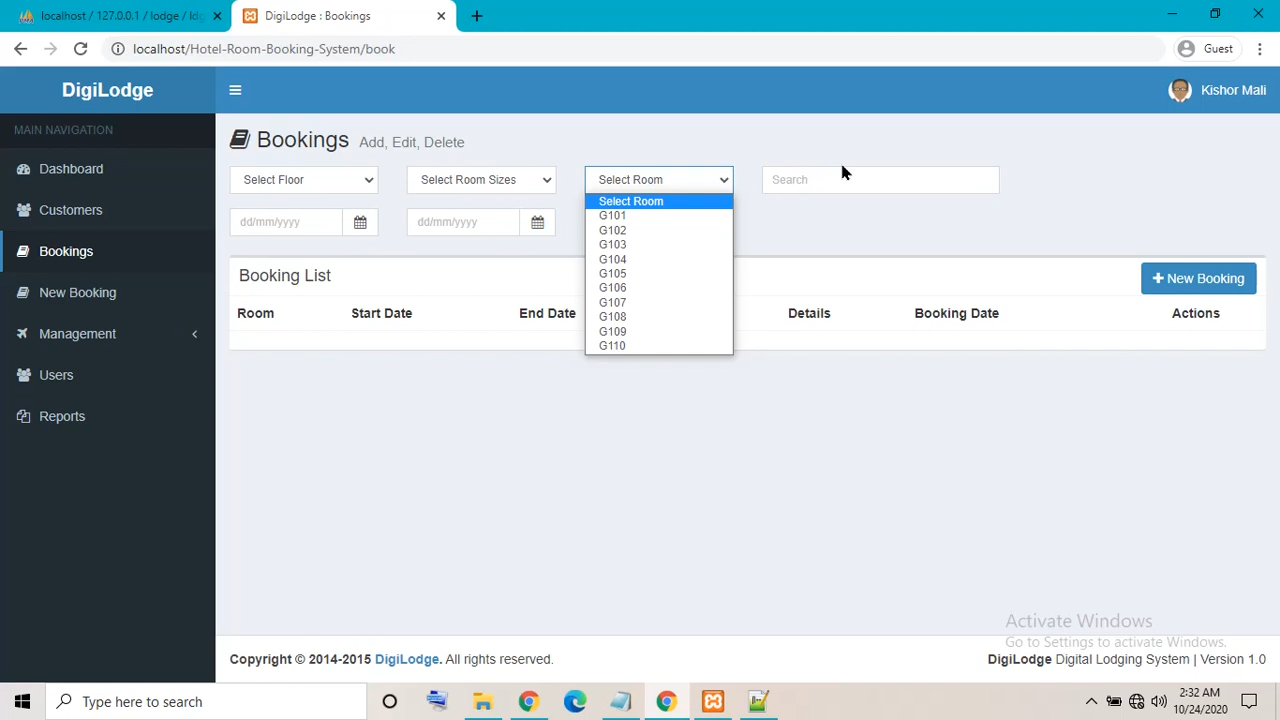 localhost / 127.0.0.1 / lodge / ldg
DigiLodge : Bookings
localhost/Hotel-Room-Booking-System/book
Guest
DigiLodge
Kishor Mali
MAIN NAVIGATION
Dashboard
Customers
Bookings
New Booking
Management
Users
Reports
Bookings Add, Edit, Delete
Select Floor
Select Room Sizes
Select Room
Search
dd/mm/yyyy
dd/mm/yyyy
Select Room
G101
G102
G103
G104
G105
G106
G107
G108
G109
G110
Booking List
New Booking
Room Start Date End Date Details Booking Date Actions
Activate Windows
Go to Settings to activate Windows.
Copyright © 2014-2015 DigiLodge. All rights reserved.
DigiLodge Digital Lodging System | Version 1.0
Type here to search
2:32 AM
10/24/2020